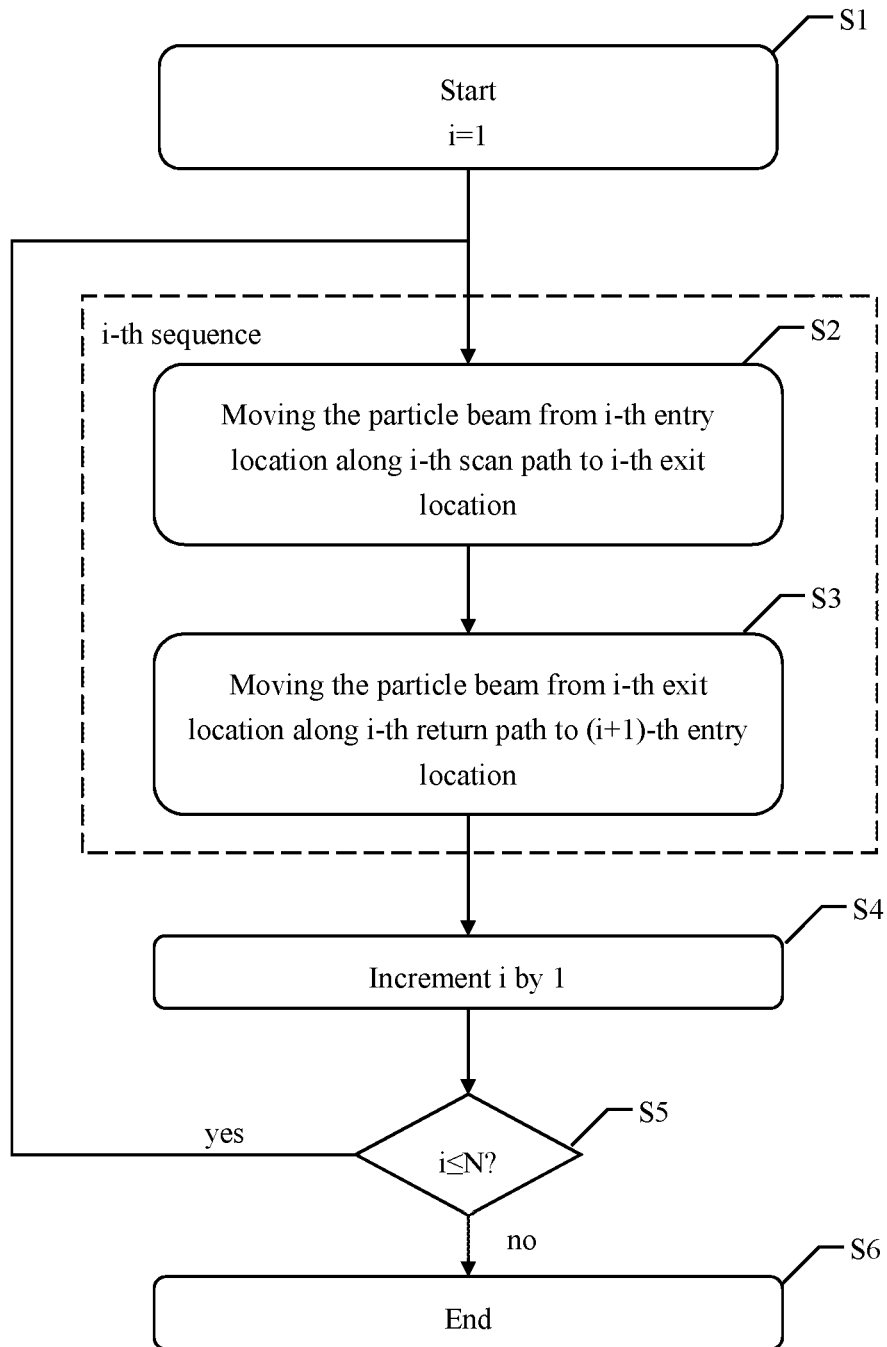 S1
Start
i=1
i-th sequence
S2
Moving the particle beam from i-th entry
location along i-th scan path to i-th exit
location
S3
Moving the particle beam from i-th exit
location along i-th return path to (i+1)-th entry
location
S4
Increment i by 1
S5
yes
i≤N?
no
S6
End